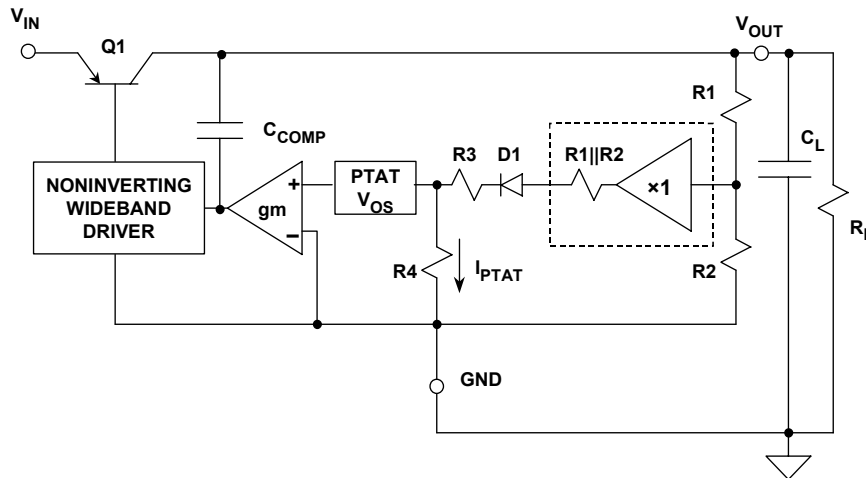 VIN
Q1
VOUT
R1
CCOMP
CL
R3
D1
R1||R2
×1
PTAT
VOS
NONINVERTING
WIDEBAND
DRIVER
gm
+
−
R4
IPTAT
R2
GND